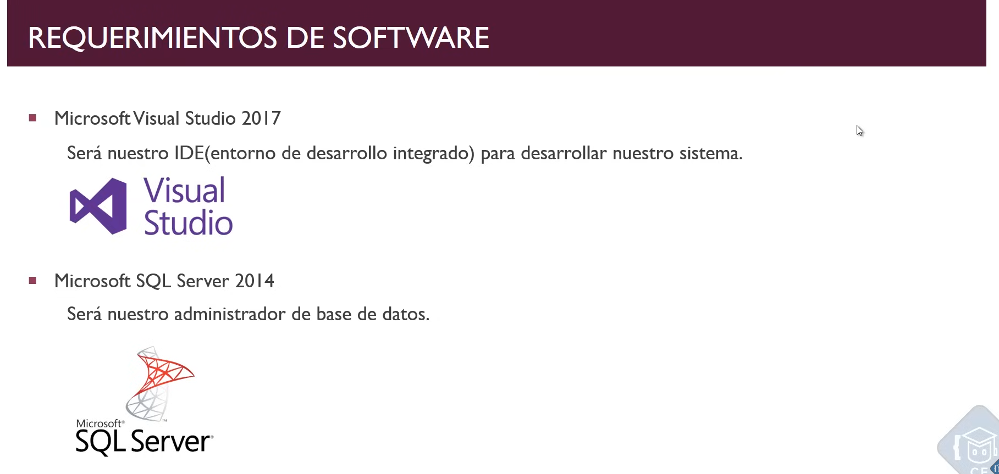 REQUERIMIENTOS DE SOFTWARE
Microsoft Visual Studio 2017
Será nuestro IDE(entorno de desarrollo integrado) para desarrollar nuestro sistema.
Visual
Studio
Microsoft SQL Server 2014
Será nuestro administrador de base de datos.
™
Microsoft®
SQL Server®